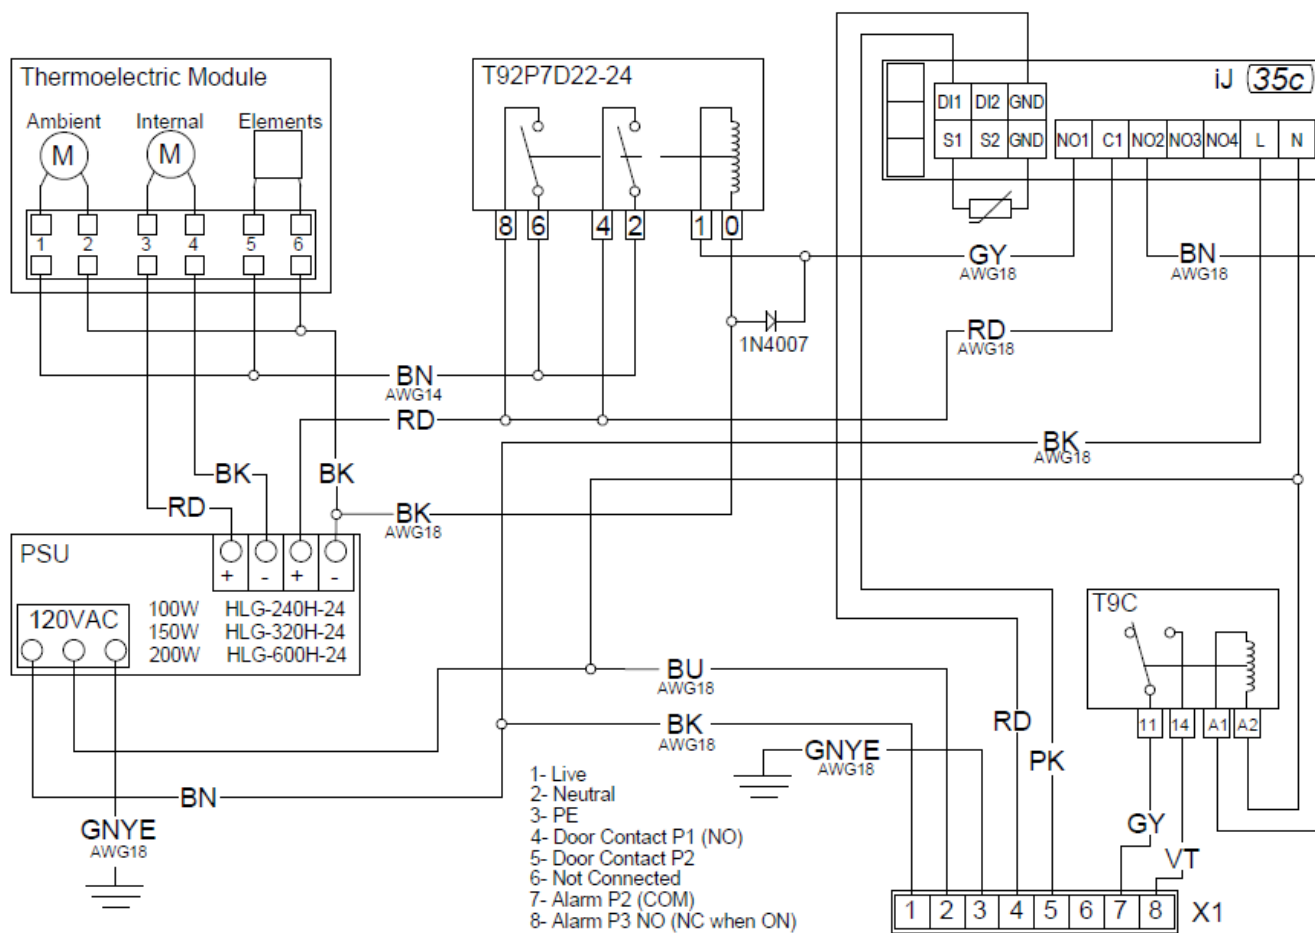 Thermoelectric Module
Ambient Internal Elements
M M
1 2 3 4 5 6
T92P7D22-24
8 6 4 2 1 0
iJ 35c
DI1 DI2 GND
S1 S2 GND
NO1 C1 NO2 NO3 NO4 L N
GY
AWG18
BN
AWG18
1N4007
RD
AWG18
BN
AWG14
RD
BK
AWG18
BK
BK
RD
BK
AWG18
PSU
+ - + -
120VAC
100W HLG-240H-24
150W HLG-320H-24
200W HLG-600H-24
T9C
11 14 A1 A2
BU
AWG18
BK
AWG18
RD
PK
GNYE
AWG18
BN
GNYE
AWG18
GY
VT
1- Live
2- Neutral
3- PE
4- Door Contact P1 (NO)
5- Door Contact P2
6- Not Connected
7- Alarm P2 (COM)
8- Alarm P3 NO (NC when ON)
1 2 3 4 5 6 7 8 X1